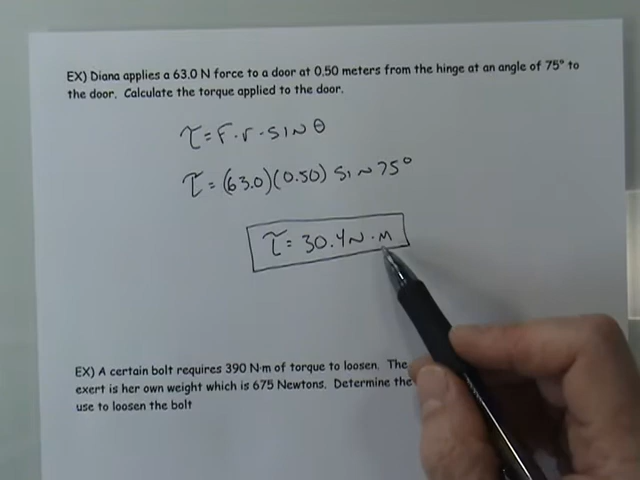 EX) Diana applies a 63.0 N force to a door at 0.50 meters from the hinge at an angle of 75° to
the door. Calculate the torque applied to the door.
τ = F · r · sin θ
τ = (63.0)(0.50) sin 75°
τ = 30.4 N · m
EX) A certain bolt requires 390 N·m of torque to loosen. The
exert is her own weight which is 675 Newtons. Determine the
use to loosen the bolt